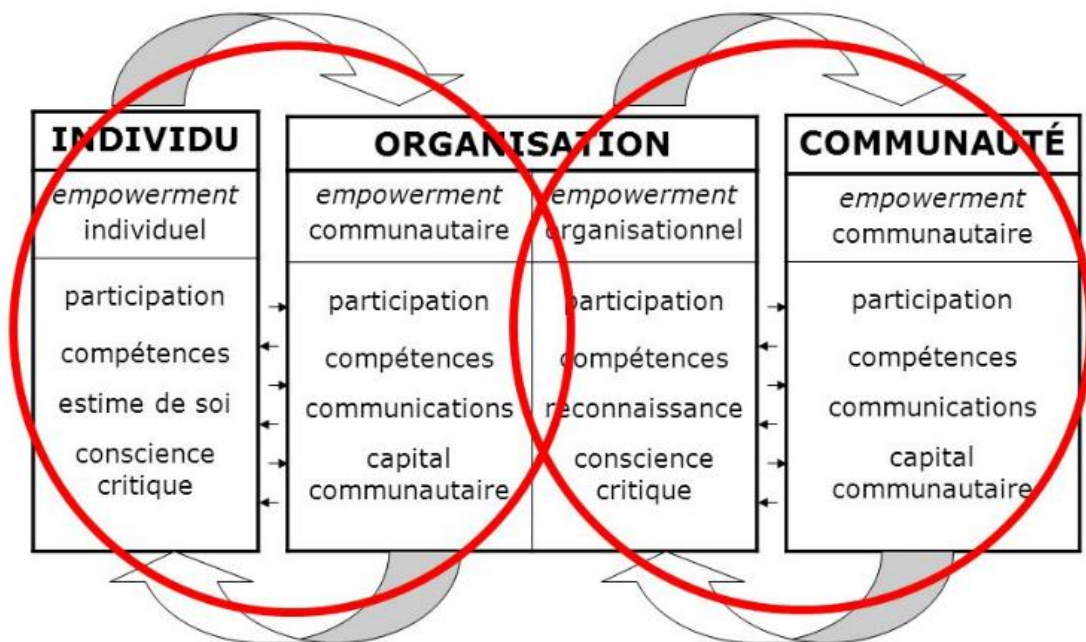 INDIVIDU
empowerment
individuel
participation
compétences
estime de soi
conscience
critique
ORGANISATION
empowerment
communautaire
participation
compétences
communications
capital
communautaire
empowerment
organisationnel
participation
compétences
reconnaissance
conscience
critique
COMMUNAUTÉ
empowerment
communautaire
participation
compétences
communications
capital
communautaire